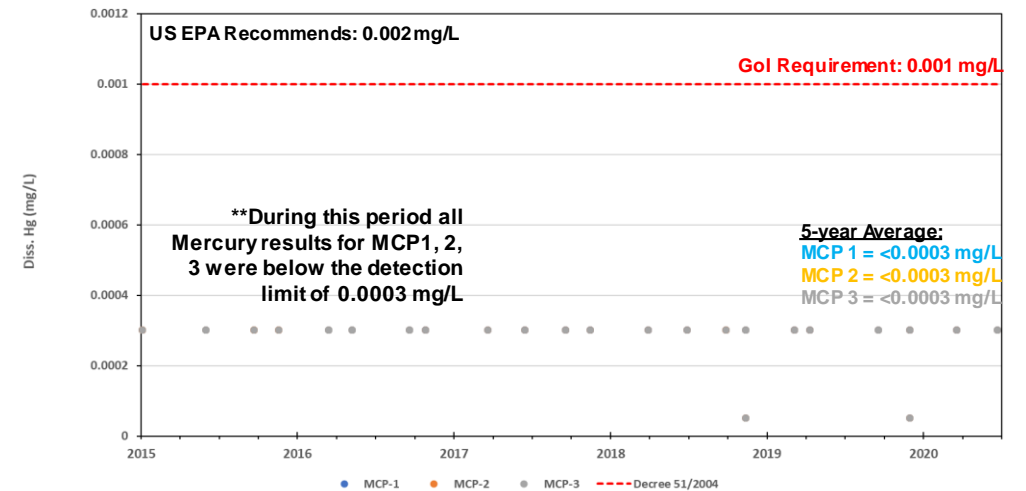 US EPA Recommends: 0.002 mg/L
GoI Requirement: 0.001 mg/L
**During this period all
Mercury results for MCP1, 2,
3 were below the detection
limit of 0.0003 mg/L
5-year Average:
MCP 1 = <0.0003 mg/L
MCP 2 = <0.0003 mg/L
MCP 3 = <0.0003 mg/L
Diss. Hg (mg/L)
0.0012
0.001
0.0008
0.0006
0.0004
0.0002
0
2015 2016 2017 2018 2019 2020
MCP-1 MCP-2 MCP-3 Decree 51/2004